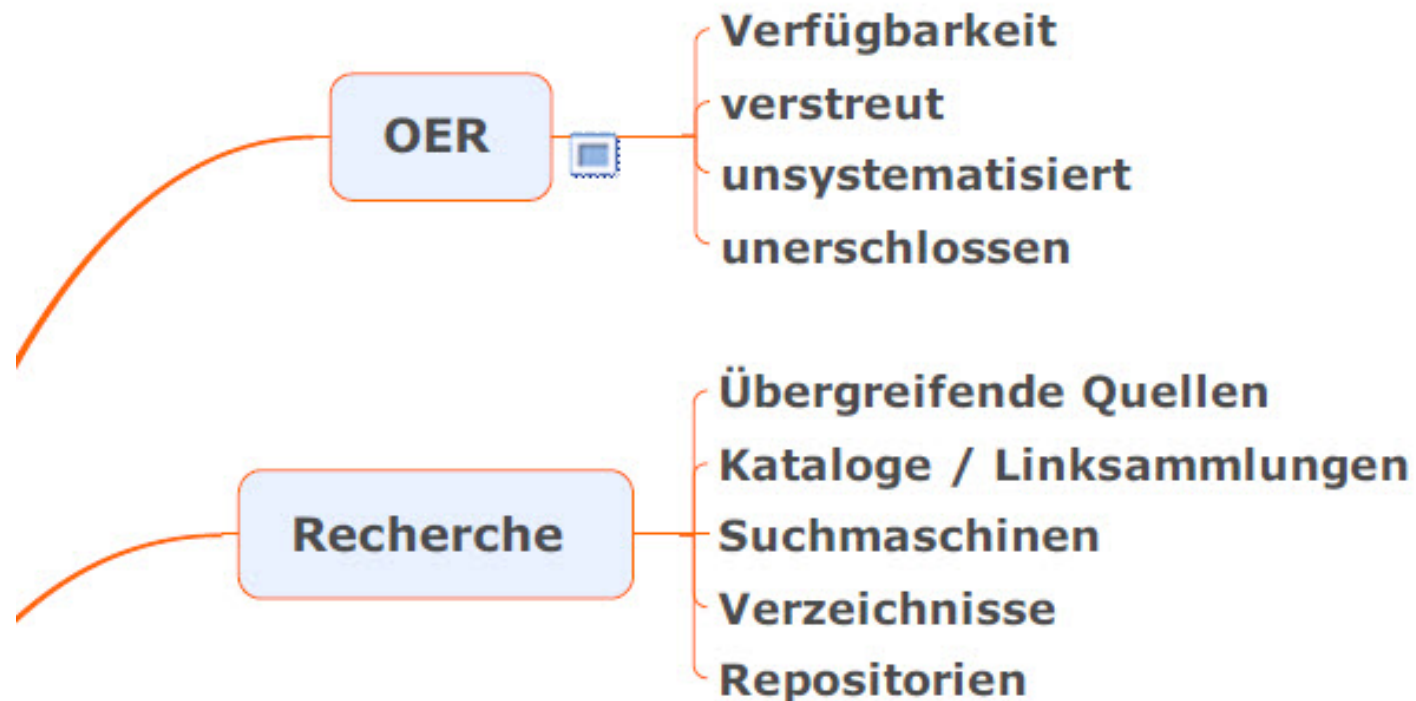 OER
Verfügbarkeit
verstreut
unsystematisiert
unerschlossen
Recherche
Übergreifende Quellen
Kataloge / Linksammlungen
Suchmaschinen
Verzeichnisse
Repositorien